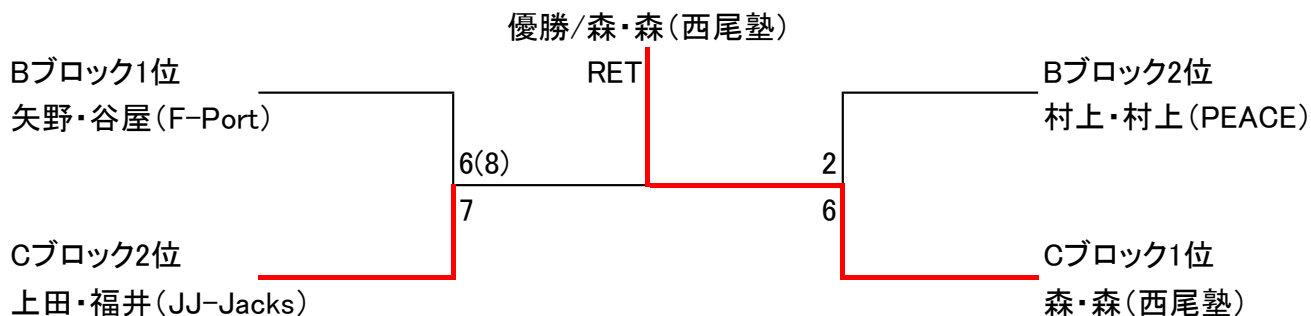 優勝/森・森(西尾塾)
RET
Bブロック1位
矢野・谷屋(F-Port)
Bブロック2位
村上・村上(PEACE)
6(8)
7
2
6
Cブロック2位
上田・福井(JJ-Jacks)
Cブロック1位
森・森(西尾塾)